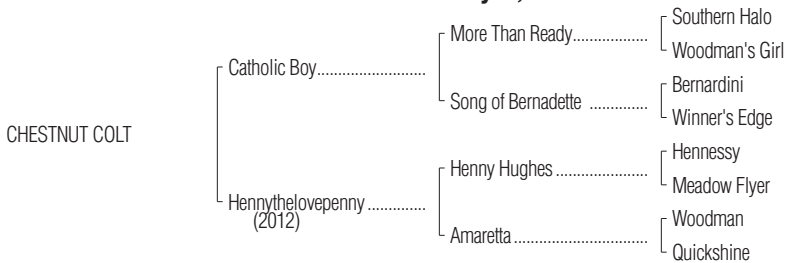 Southern Halo
More Than Ready..................
Woodman's Girl
Catholic Boy..........................
Bernardini
Song of Bernadette ..............
Winner's Edge
CHESTNUT COLT
Hennessy
Henny Hughes ......................
Meadow Flyer
Hennythelovepenny ..............
(2012)
Woodman
Amaretta................................
Quickshine